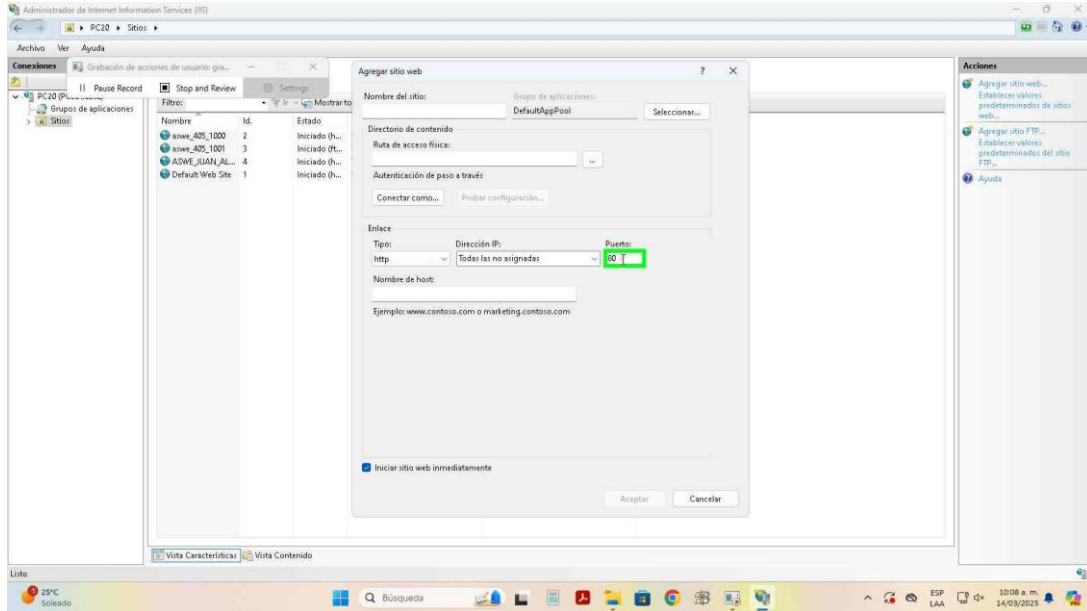 Administrador de Internet Information Services (IIS)
PC20 ▸ Sitios ▸
Archivo Ver Ayuda
Conexiones
Grabación de acciones de usuario: gra...
Pause Record Stop and Review Settings
Grupos de aplicaciones
Sitios
Filtro: Mostrar to
Nombre Id. Estado
aswe_405_1000 2 Iniciado (h...
aswe_405_1001 3 Iniciado (ft...
ASWE_JUAN_AL... 4 Iniciado (h...
Default Web Site 1 Iniciado (h...
Agregar sitio web ?
Nombre del sitio: Grupo de aplicaciones:
DefaultAppPool Seleccionar...
Directorio de contenido
Ruta de acceso física:
...
Autenticación de paso a través
Conectar como... Probar configuración...
Enlace
Tipo: Dirección IP: Puerto:
http Todas las no asignadas 80
Nombre de host:
Ejemplo: www.contoso.com o marketing.contoso.com
Iniciar sitio web inmediatamente
Aceptar Cancelar
Acciones
Agregar sitio web...
Establecer valores
predeterminados de sitios
web...
Agregar sitio FTP...
Establecer valores
predeterminados del sitio
FTP...
Ayuda
Vista Características Vista Contenido
Listo
25°C
Soleado
Búsqueda
ESP
LAA
10:08 a. m.
14/03/2025